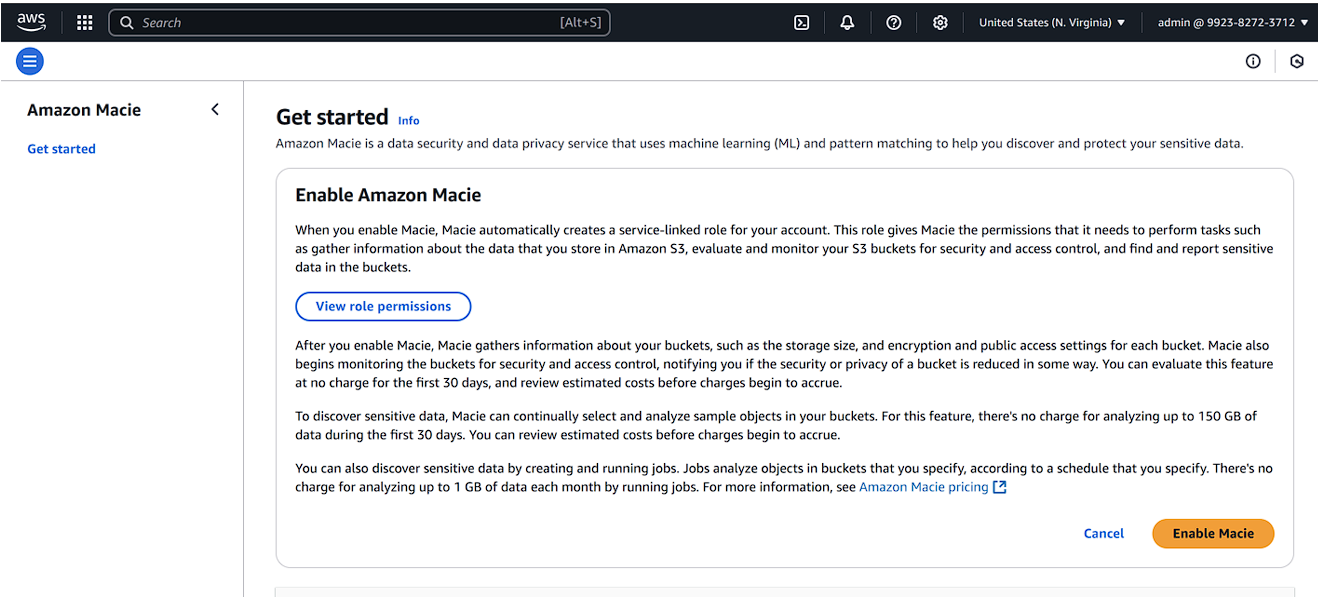 aws
Search [Alt+S]
United States (N. Virginia) admin @ 9923-8272-3712
Amazon Macie
Get started
Get started Info
Amazon Macie is a data security and data privacy service that uses machine learning (ML) and pattern matching to help you discover and protect your sensitive data.
Enable Amazon Macie
When you enable Macie, Macie automatically creates a service-linked role for your account. This role gives Macie the permissions that it needs to perform tasks such
as gather information about the data that you store in Amazon S3, evaluate and monitor your S3 buckets for security and access control, and find and report sensitive
data in the buckets.
View role permissions
After you enable Macie, Macie gathers information about your buckets, such as the storage size, and encryption and public access settings for each bucket. Macie also
begins monitoring the buckets for security and access control, notifying you if the security or privacy of a bucket is reduced in some way. You can evaluate this feature
at no charge for the first 30 days, and review estimated costs before charges begin to accrue.
To discover sensitive data, Macie can continually select and analyze sample objects in your buckets. For this feature, there's no charge for analyzing up to 150 GB of
data during the first 30 days. You can review estimated costs before charges begin to accrue.
You can also discover sensitive data by creating and running jobs. Jobs analyze objects in buckets that you specify, according to a schedule that you specify. There's no
charge for analyzing up to 1 GB of data each month by running jobs. For more information, see Amazon Macie pricing
Cancel Enable Macie